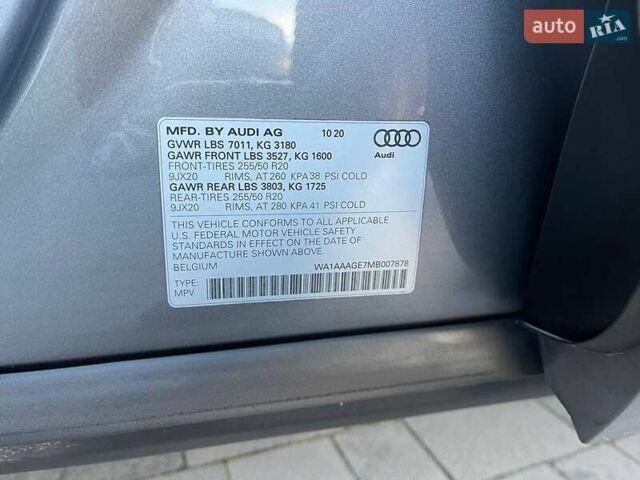 auto RIA.com
MFD. BY AUDI AG 10 20
GVWR LBS 7011, KG 3180
GAWR FRONT LBS 3527, KG 1600
FRONT-TIRES 255/50 R20
9JX20 RIMS, AT 260 KPA 38 PSI COLD
GAWR REAR LBS 3803, KG 1725
REAR-TIRES 255/50 R20
9JX20 RIMS, AT 280 KPA 41 PSI COLD
Audi
THIS VEHICLE CONFORMS TO ALL APPLICABLE
U.S. FEDERAL MOTOR VEHICLE SAFETY
STANDARDS IN EFFECT ON THE DATE OF
MANUFACTURE SHOWN ABOVE.
BELGIUM WA1AAAGE7MB007878
TYPE:
MPV